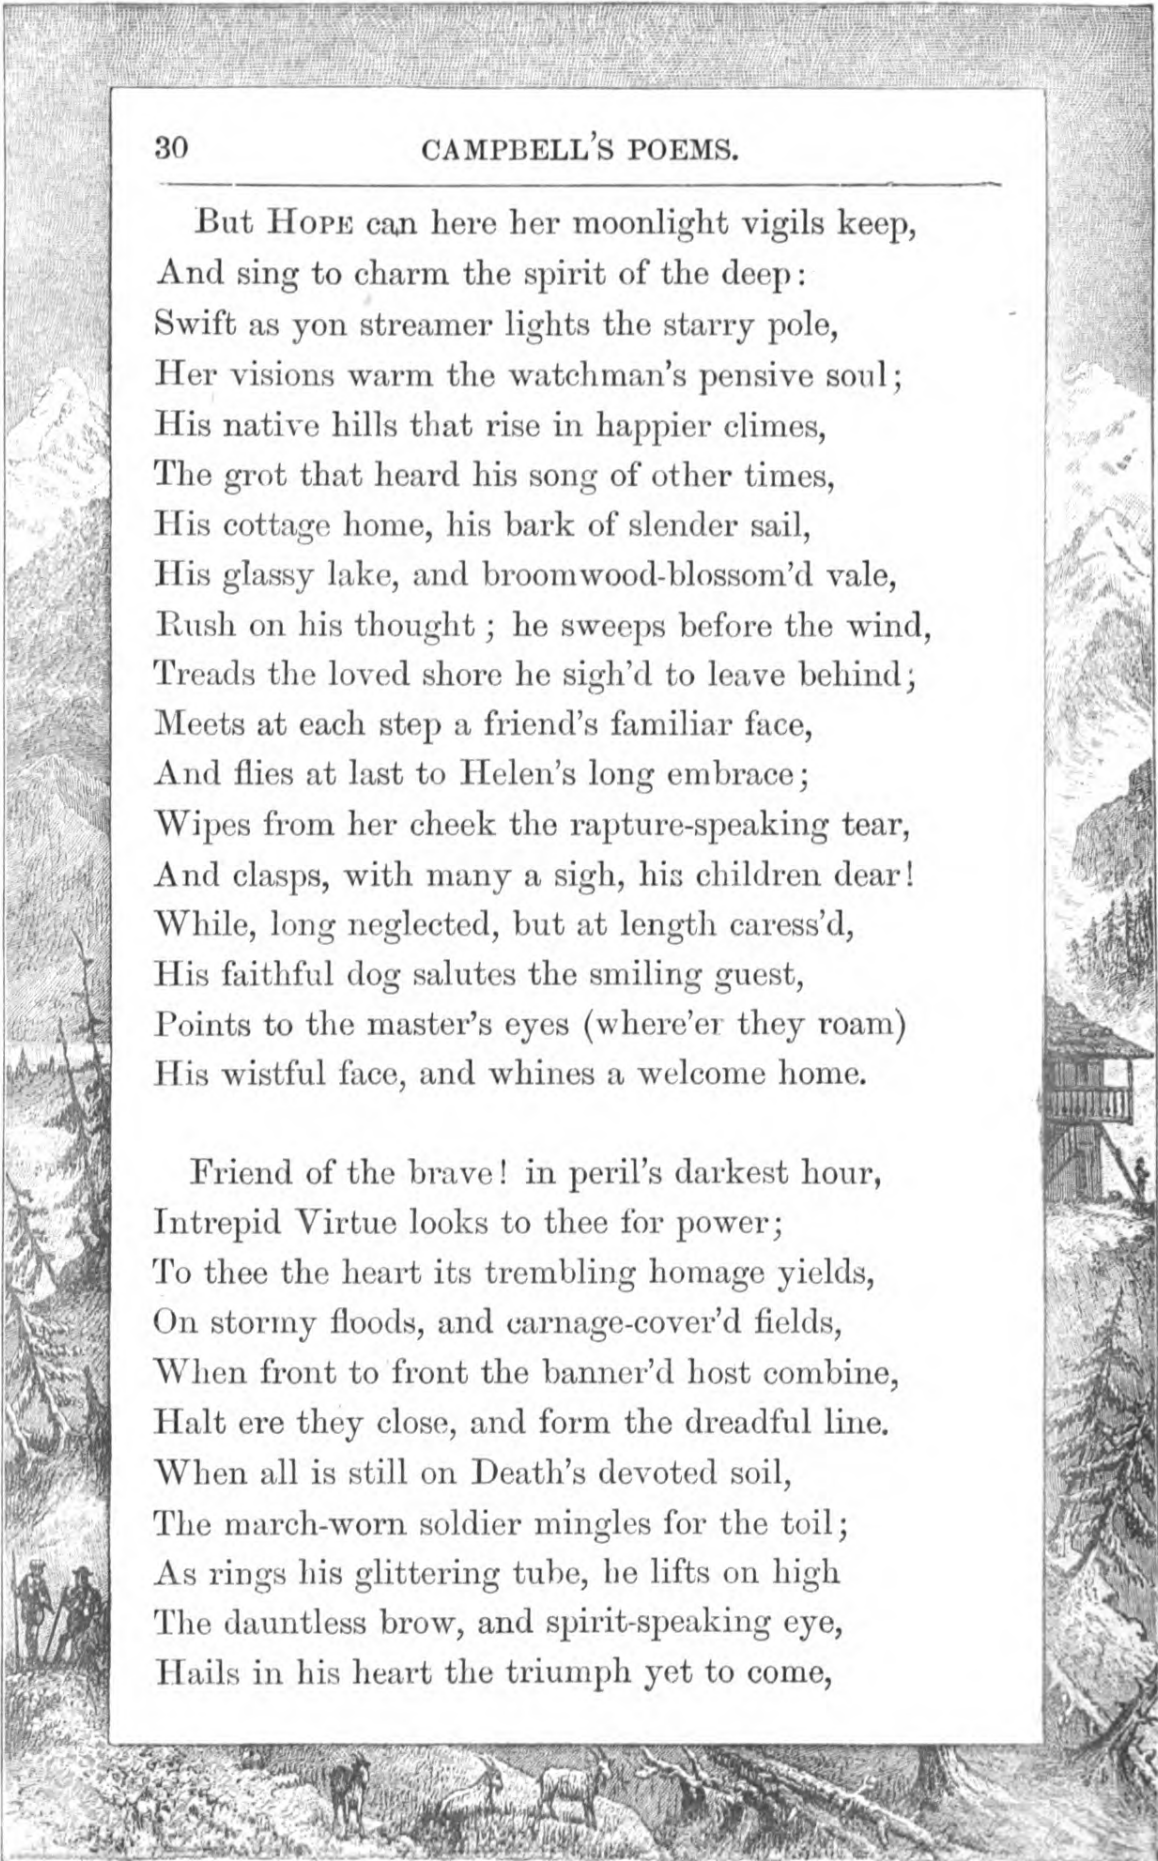 30 CAMPBELL'S POEMS.
But HOPE can here her moonlight vigils keep,
And sing to charm the spirit of the deep:
Swift as yon streamer lights the starry pole,
Her visions warm the watchman's pensive soul;
His native hills that rise in happier climes,
The grot that heard his song of other times,
His cottage home, his bark of slender sail,
His glassy lake, and broomwood-blossom'd vale,
Rush on his thought; he sweeps before the wind,
Treads the loved shore he sigh'd to leave behind;
Meets at each step a friend's familiar face,
And flies at last to Helen's long embrace;
Wipes from her cheek the rapture-speaking tear,
And clasps, with many a sigh, his children dear!
While, long neglected, but at length caress'd,
His faithful dog salutes the smiling guest,
Points to the master's eyes (where'er they roam)
His wistful face, and whines a welcome home.
Friend of the brave! in peril's darkest hour,
Intrepid Virtue looks to thee for power;
To thee the heart its trembling homage yields,
On stormy floods, and carnage-cover'd fields,
When front to front the banner'd host combine,
Halt ere they close, and form the dreadful line.
When all is still on Death's devoted soil,
The march-worn soldier mingles for the toil;
As rings his glittering tube, he lifts on high
The dauntless brow, and spirit-speaking eye,
Hails in his heart the triumph yet to come,